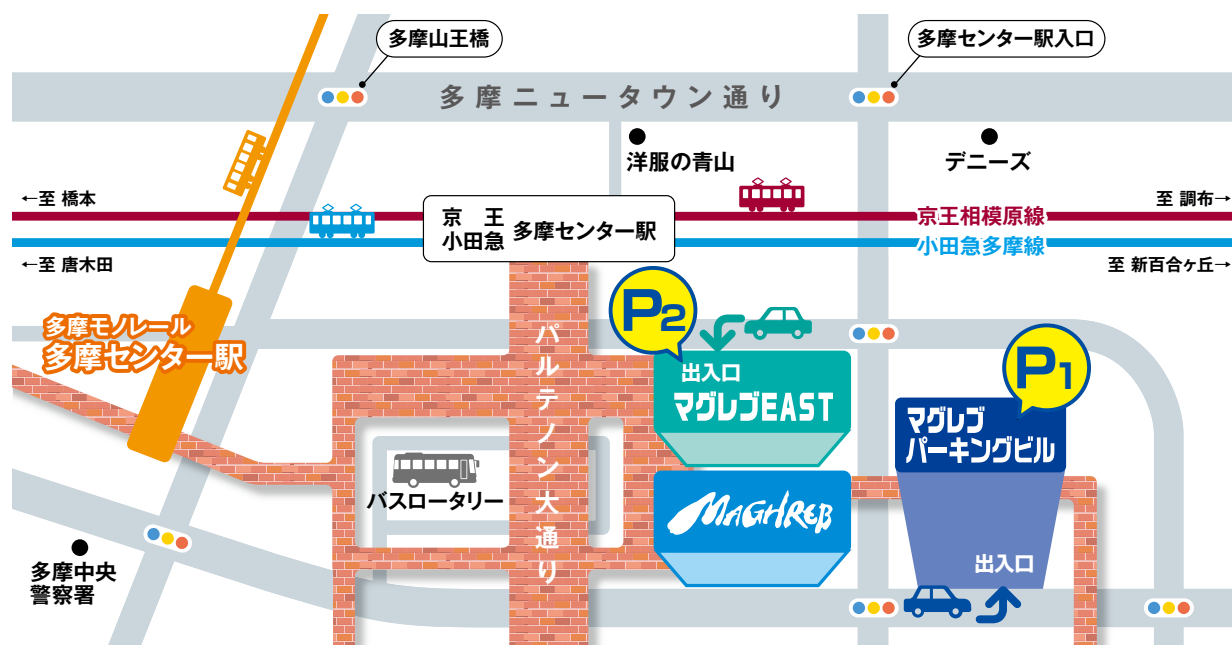 多摩山王橋
多摩センター駅入口
多摩ニュータウン通り
洋服の青山
デニーズ
←至 橋本
至 調布→
京王
小田急
多摩センター駅
京王相模原線
小田急多摩線
←至 唐木田
至 新百合ヶ丘→
多摩モノレール
多摩センター駅
パルテノン大通り
P2
出入口
マグレブEAST
P1
マグレブ
パーキングビル
バスロータリー
MAGHREB
多摩中央
警察署
出入口